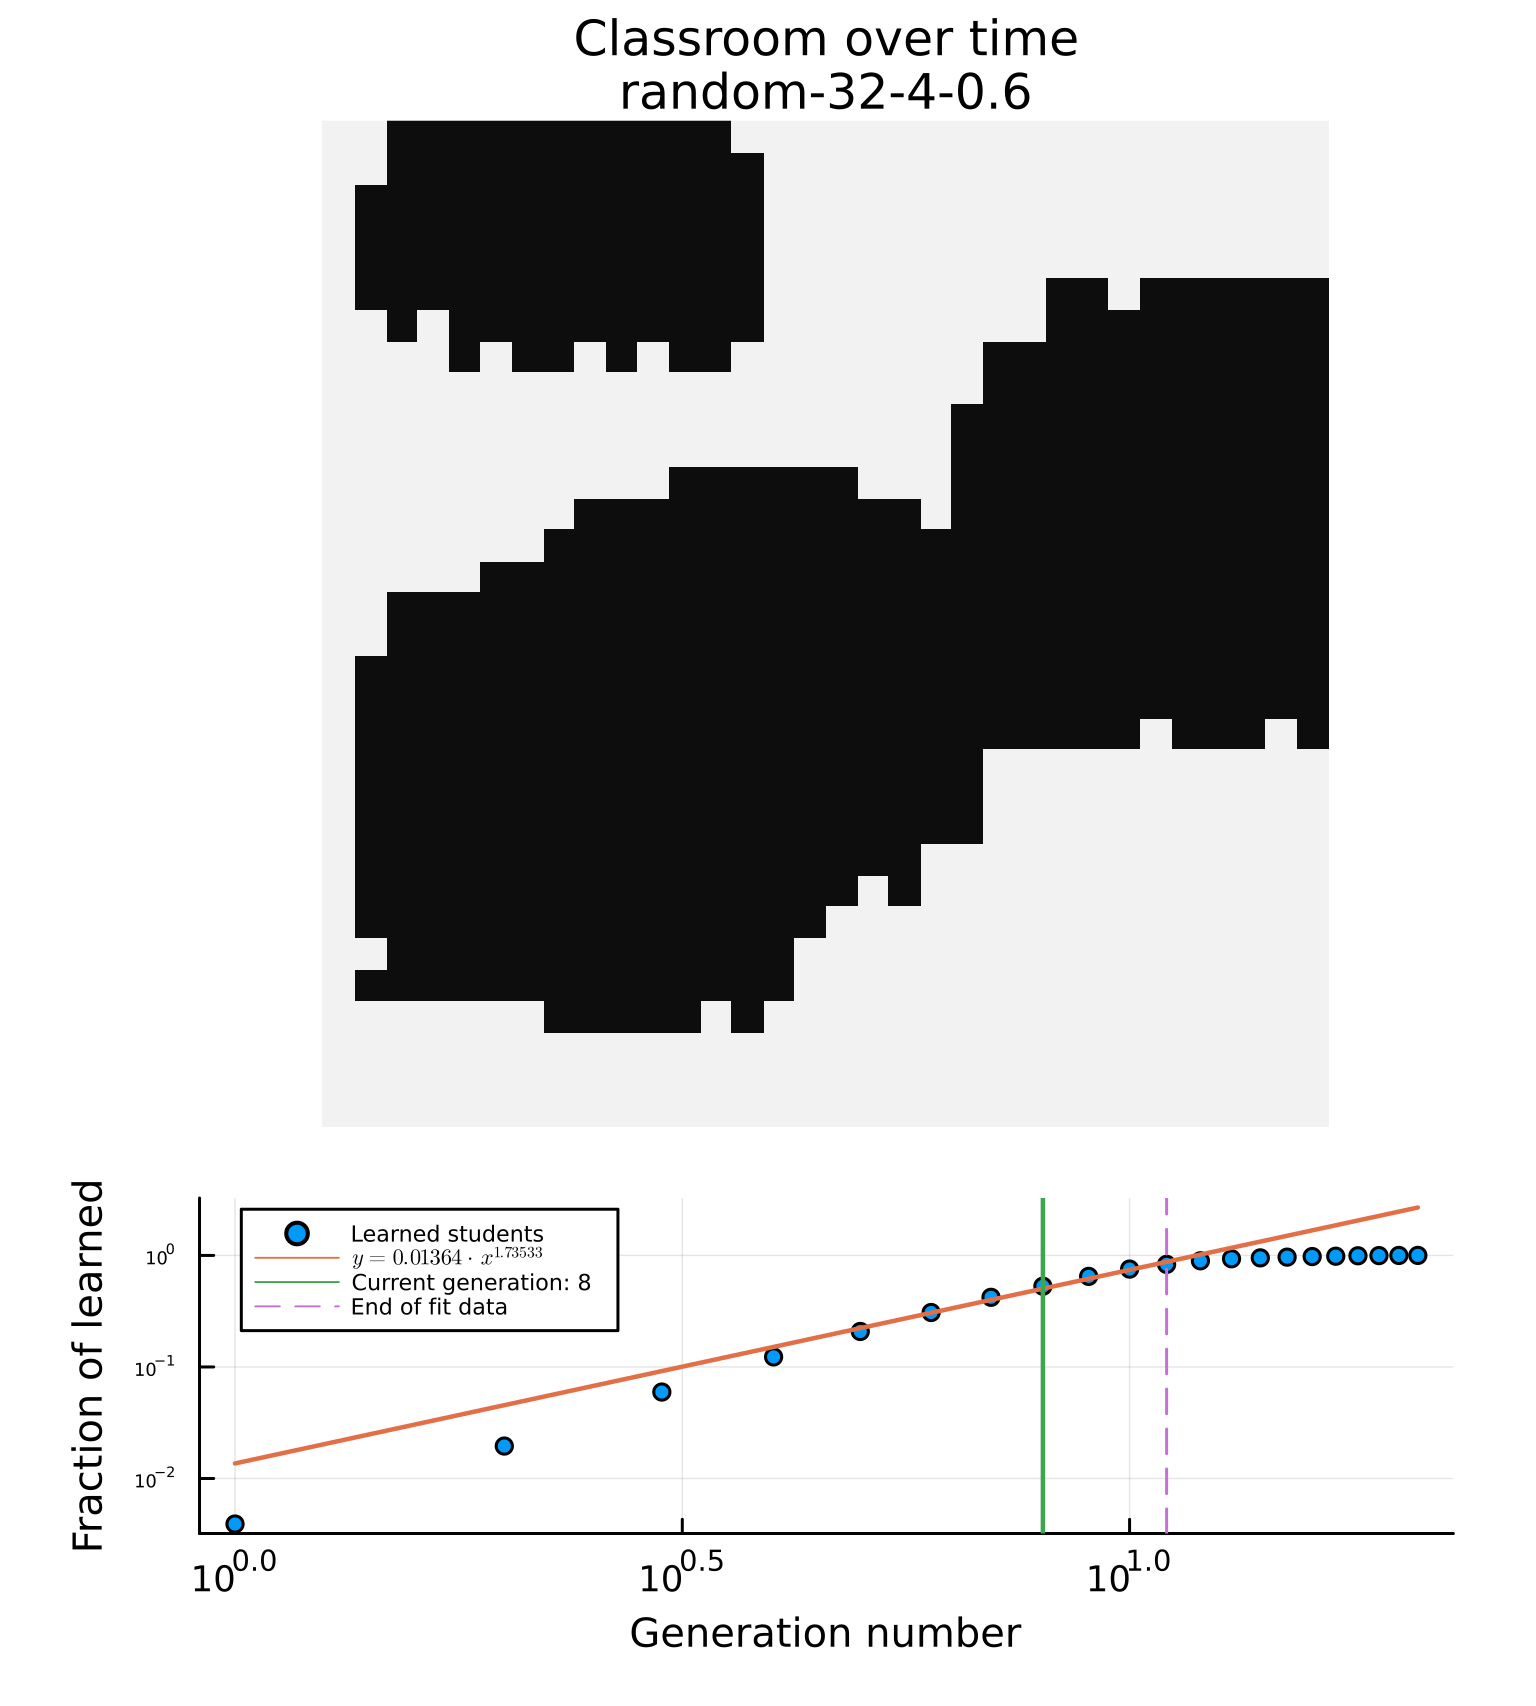 Classroom over time
random-32-4-0.6
Fraction of learned
Learned students
y = 0.01364 · x^1.73533
Current generation: 8
End of fit data
10^0
10^−1
10^−2
10^0.0
10^0.5
10^1.0
Generation number